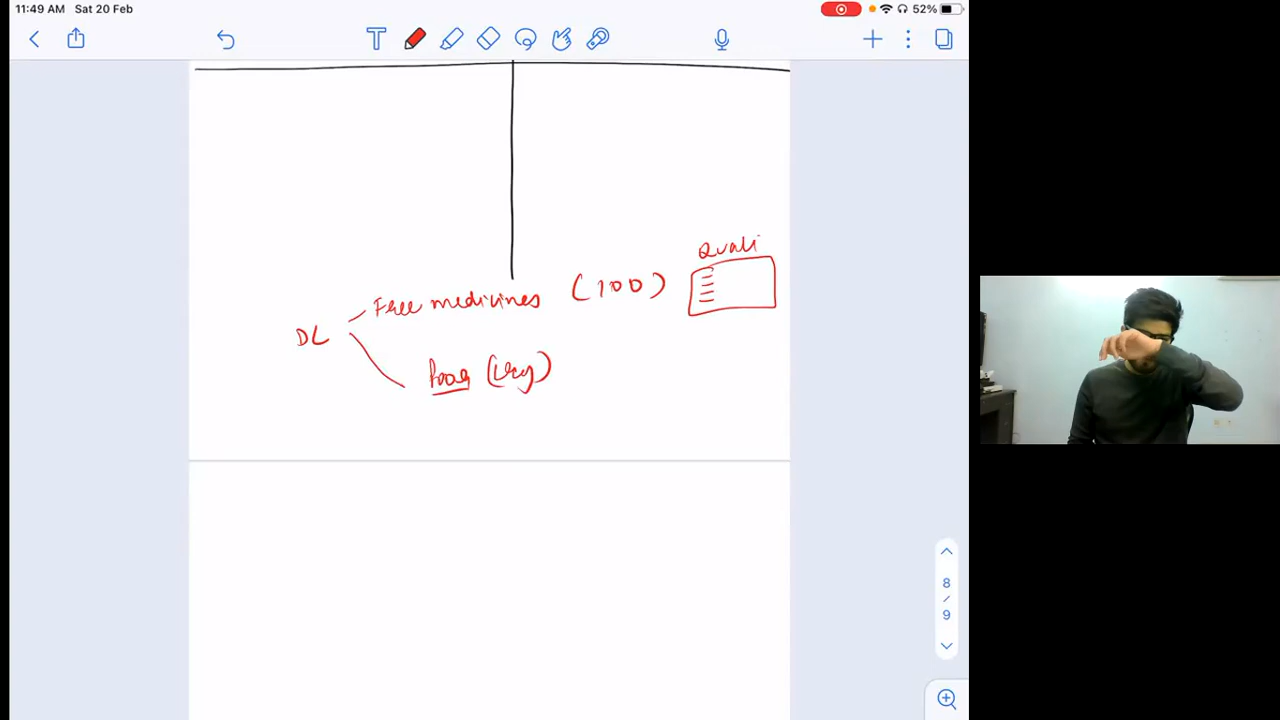 11:49 AM Sat 20 Feb
52%
T
Quali
Free medicines (100)
DL
Poor (Very)
8
/
9